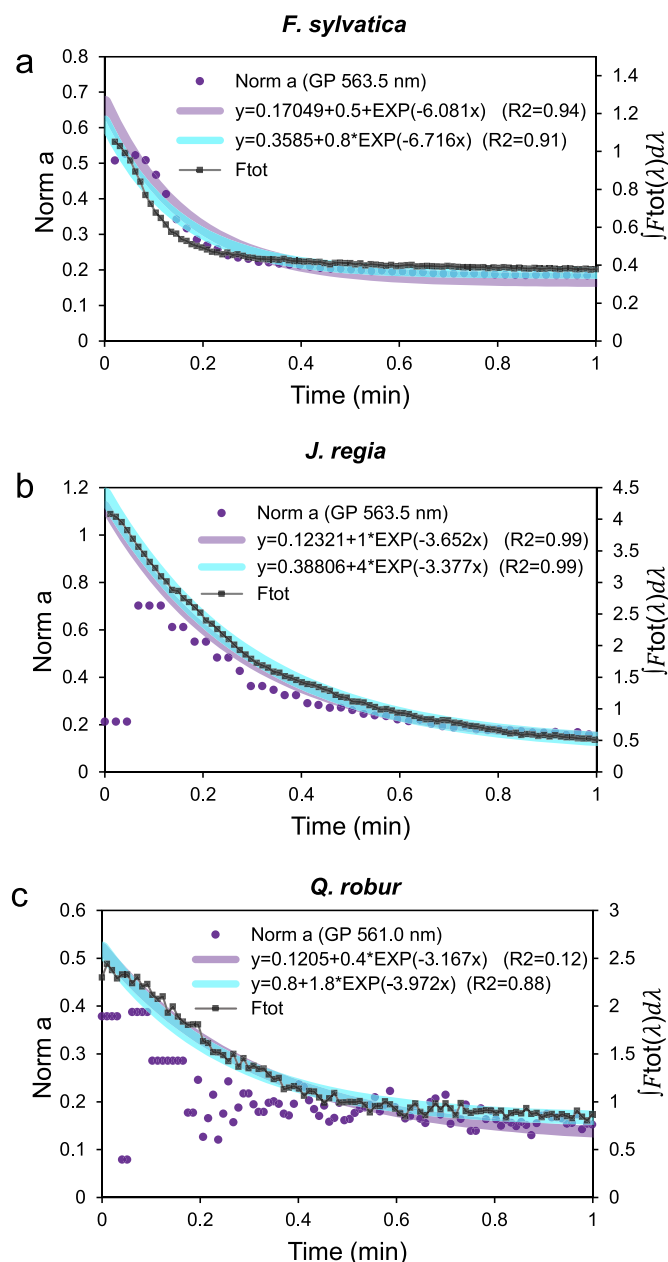 F. sylvatica
a
0.8
0.7
0.6
0.5
0.4
0.3
0.2
0.1
0
Norm a
Norm a (GP 563.5 nm)
y=0.17049+0.5+EXP(-6.081x) (R2=0.94)
y=0.3585+0.8*EXP(-6.716x) (R2=0.91)
Ftot
1.4
1.2
1
0.8
0.6
0.4
0.2
0
∫Ftot(λ)dλ
0 0.2 0.4 0.6 0.8 1
Time (min)
J. regia
b
1.2
1
0.8
0.6
0.4
0.2
0
Norm a
Norm a (GP 563.5 nm)
y=0.12321+1*EXP(-3.652x) (R2=0.99)
y=0.38806+4*EXP(-3.377x) (R2=0.99)
Ftot
4.5
4
3.5
3
2.5
2
1.5
1
0.5
0
∫Ftot(λ)dλ
0 0.2 0.4 0.6 0.8 1
Time (min)
Q. robur
c
0.6
0.5
0.4
0.3
0.2
0.1
0
Norm a
Norm a (GP 561.0 nm)
y=0.1205+0.4*EXP(-3.167x) (R2=0.12)
y=0.8+1.8*EXP(-3.972x) (R2=0.88)
Ftot
3
2.5
2
1.5
1
0.5
0
∫Ftot(λ)dλ
0 0.2 0.4 0.6 0.8 1
Time (min)